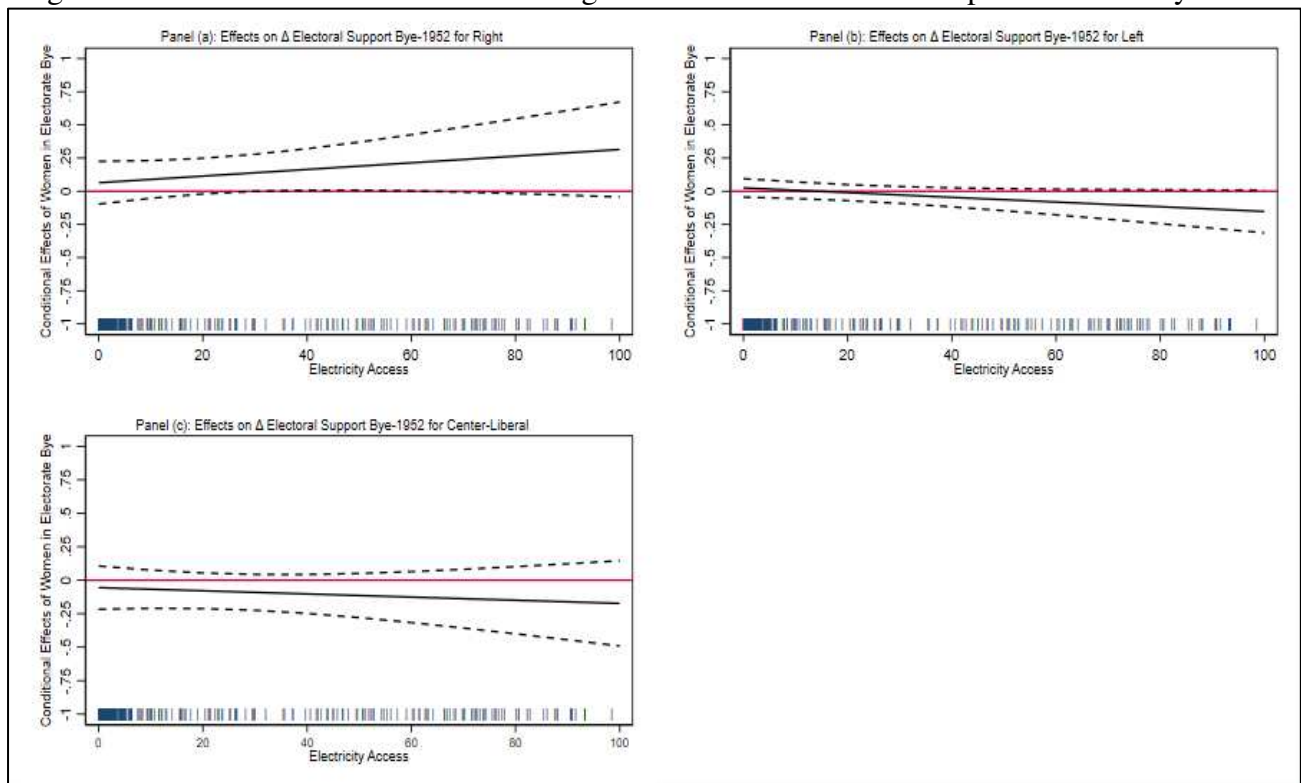 Panel (a): Effects on Δ Electoral Support Bye-1952 for Right
Conditional Effects of Women in Electorate Bye
1
.75
.5
.25
0
-.25
-.5
-.75
-1
0 20 40 60 80 100
Electricity Access
Panel (b): Effects on Δ Electoral Support Bye-1952 for Left
Conditional Effects of Women in Electorate Bye
1
.75
.5
.25
0
-.25
-.5
-.75
-1
0 20 40 60 80 100
Electricity Access
Panel (c): Effects on Δ Electoral Support Bye-1952 for Center-Liberal
Conditional Effects of Women in Electorate Bye
1
.75
.5
.25
0
-.25
-.5
-.75
-1
0 20 40 60 80 100
Electricity Access